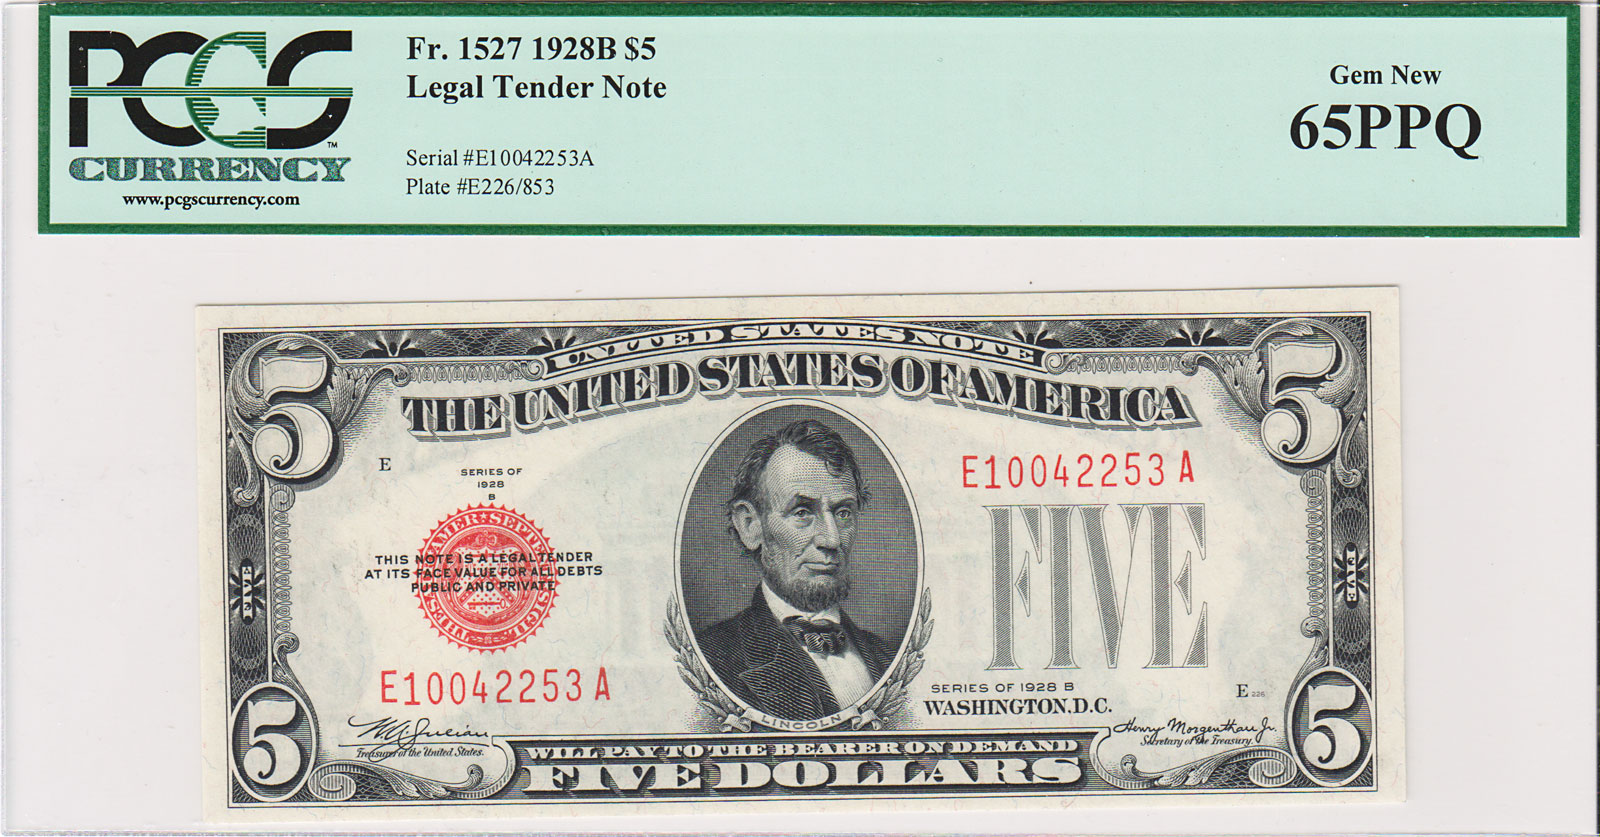 PCGS
CURRENCY
™
www.pcgscurrency.com
Fr. 1527 1928B $5
Legal Tender Note
Serial #E10042253A
Plate #E226/853
Gem New
65PPQ
UNITED STATES NOTE
THE UNITED STATES OF AMERICA
5
5
E
SERIES OF
1928
B
E10042253 A
THIS NOTE IS A LEGAL TENDER
AT ITS FACE VALUE FOR ALL DEBTS
PUBLIC AND PRIVATE
FIVE
FIVE
FIVE
E10042253 A
LINCOLN
SERIES OF 1928 B
WASHINGTON, D.C.
E 226
Treasurer of the United States.
Henry Morgenthau Jr.
Secretary of the Treasury.
5
5
WILL PAY TO THE BEARER ON DEMAND
FIVE DOLLARS